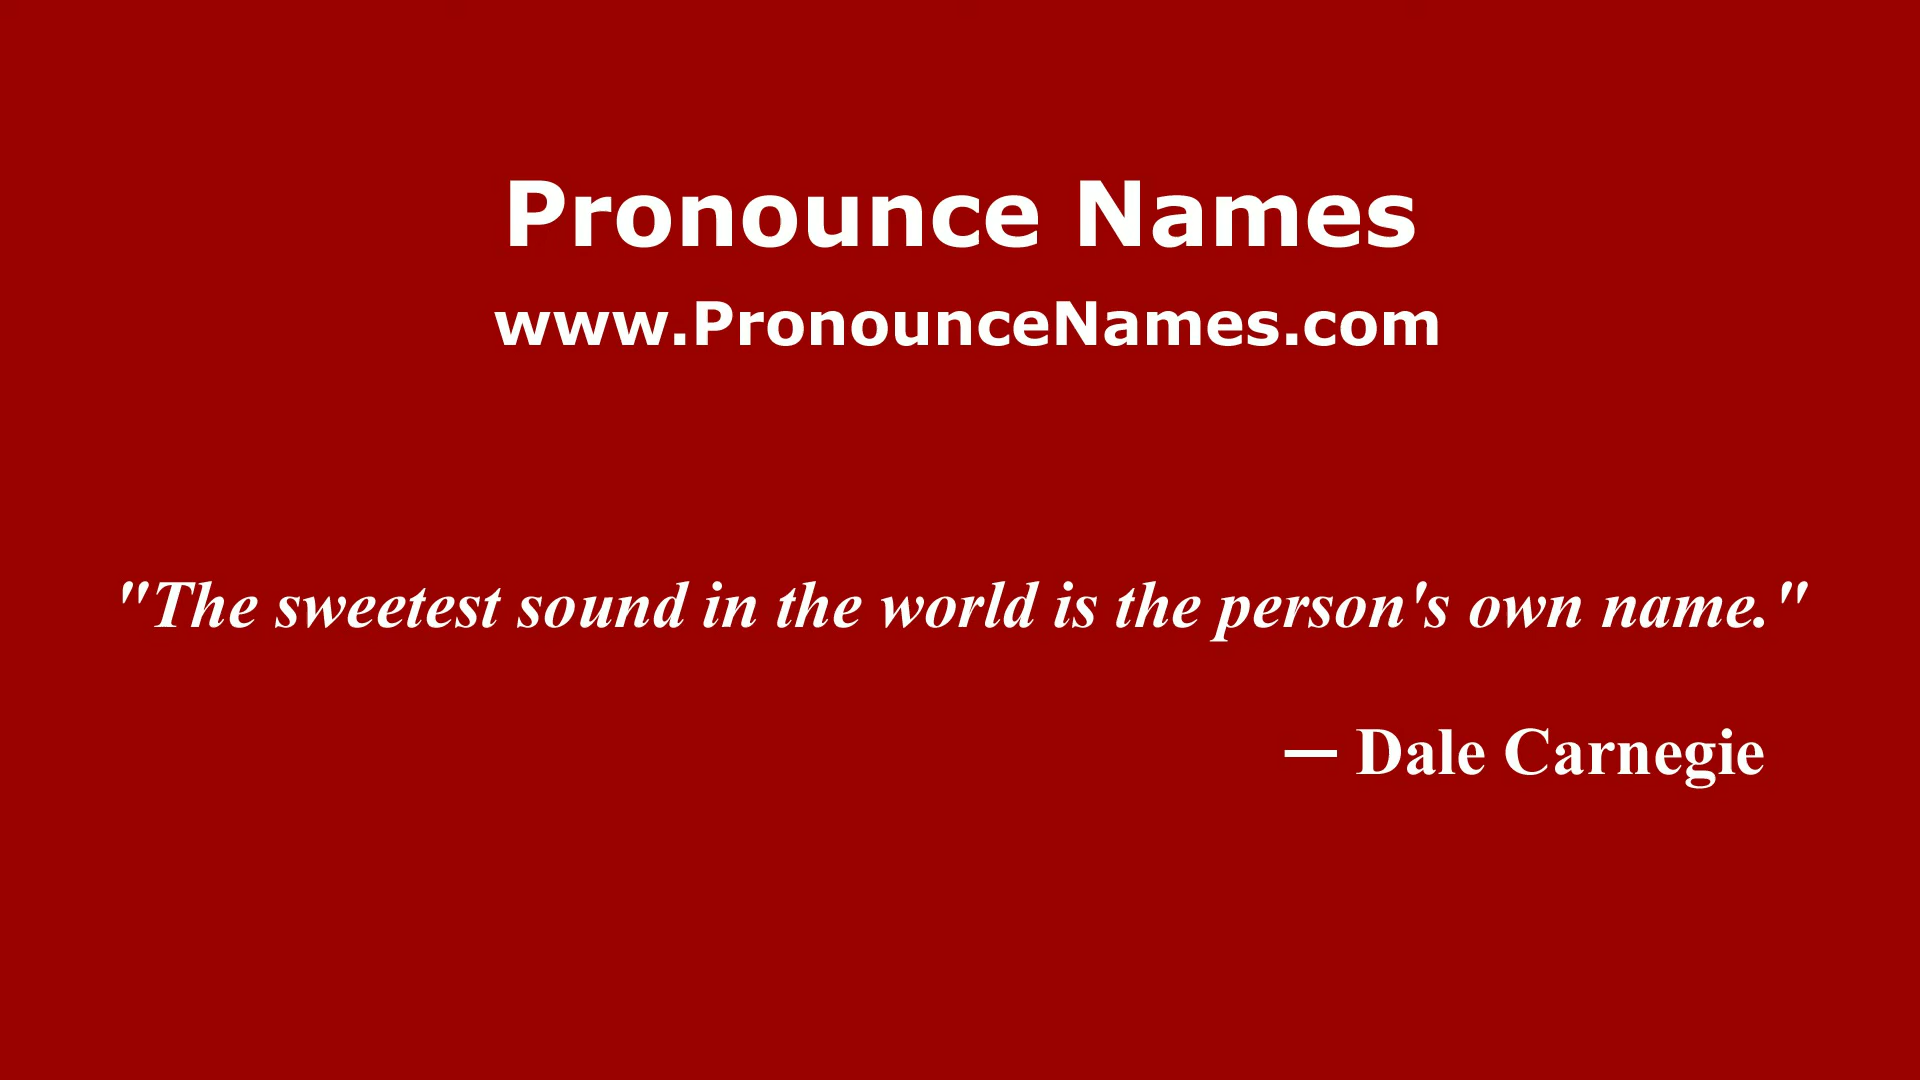 Pronounce Names
www.PronounceNames.com
"The sweetest sound in the world is the person's own name."
— Dale Carnegie